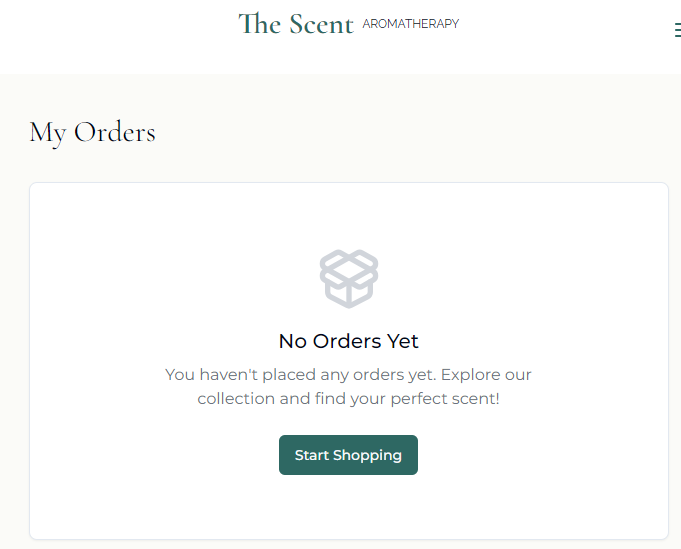 The Scent AROMATHERAPY
My Orders
No Orders Yet
You haven't placed any orders yet. Explore our
collection and find your perfect scent!
Start Shopping